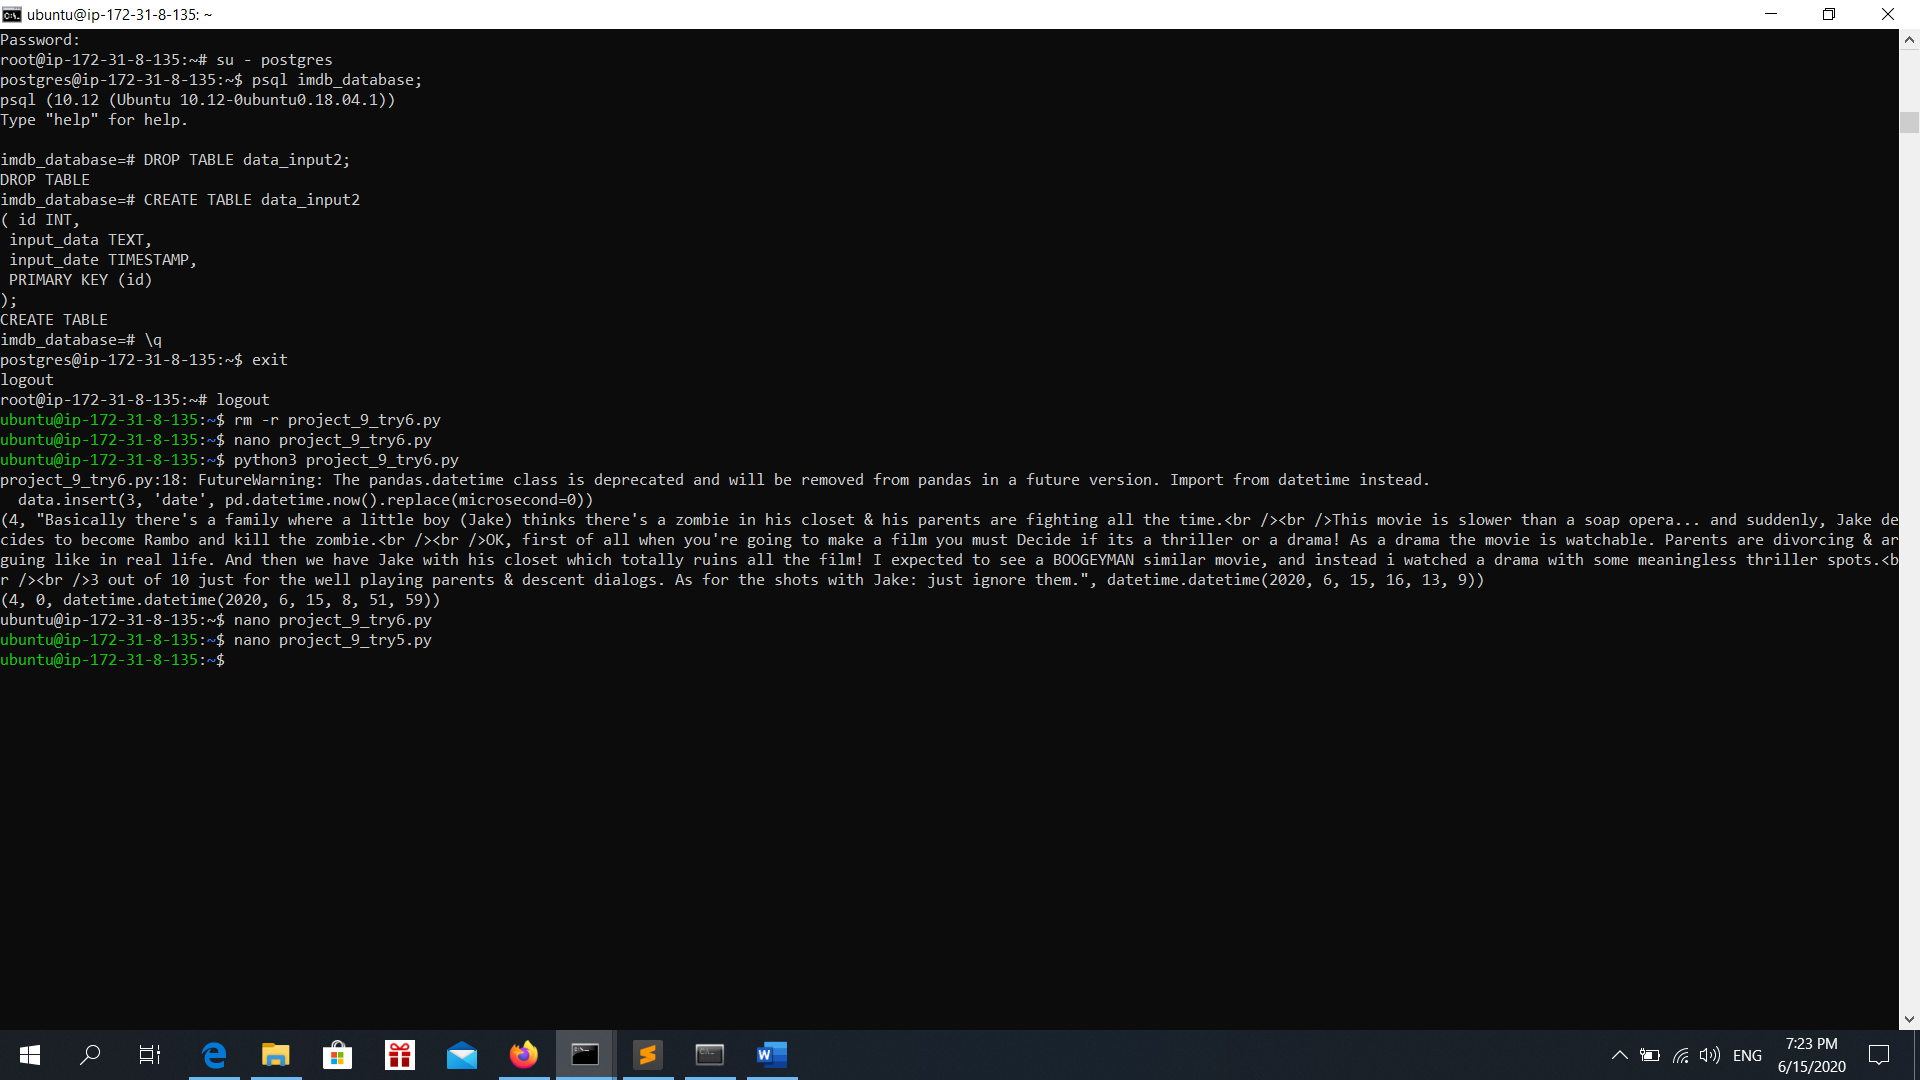 ubuntu@ip-172-31-8-135: ~
Password:
root@ip-172-31-8-135:~# su - postgres
postgres@ip-172-31-8-135:~$ psql imdb_database;
psql (10.12 (Ubuntu 10.12-0ubuntu0.18.04.1))
Type "help" for help.
imdb_database=# DROP TABLE data_input2;
DROP TABLE
imdb_database=# CREATE TABLE data_input2
( id INT,
 input_data TEXT,
 input_date TIMESTAMP,
 PRIMARY KEY (id)
);
CREATE TABLE
imdb_database=# \q
postgres@ip-172-31-8-135:~$ exit
logout
root@ip-172-31-8-135:~# logout
ubuntu@ip-172-31-8-135:~$ rm -r project_9_try6.py
ubuntu@ip-172-31-8-135:~$ nano project_9_try6.py
ubuntu@ip-172-31-8-135:~$ python3 project_9_try6.py
project_9_try6.py:18: FutureWarning: The pandas.datetime class is deprecated and will be removed from pandas in a future version. Import from datetime instead.
  data.insert(3, 'date', pd.datetime.now().replace(microsecond=0))
(4, "Basically there's a family where a little boy (Jake) thinks there's a zombie in his closet & his parents are fighting all the time.<br /><br />This movie is slower than a soap opera... and suddenly, Jake de
cides to become Rambo and kill the zombie.<br /><br />OK, first of all when you're going to make a film you must Decide if its a thriller or a drama! As a drama the movie is watchable. Parents are divorcing & ar
guing like in real life. And then we have Jake with his closet which totally ruins all the film! I expected to see a BOOGEYMAN similar movie, and instead i watched a drama with some meaningless thriller spots.<b
r /><br />3 out of 10 just for the well playing parents & descent dialogs. As for the shots with Jake: just ignore them.", datetime.datetime(2020, 6, 15, 16, 13, 9))
(4, 0, datetime.datetime(2020, 6, 15, 8, 51, 59))
ubuntu@ip-172-31-8-135:~$ nano project_9_try6.py
ubuntu@ip-172-31-8-135:~$ nano project_9_try5.py
ubuntu@ip-172-31-8-135:~$
ENG
7:23 PM
6/15/2020